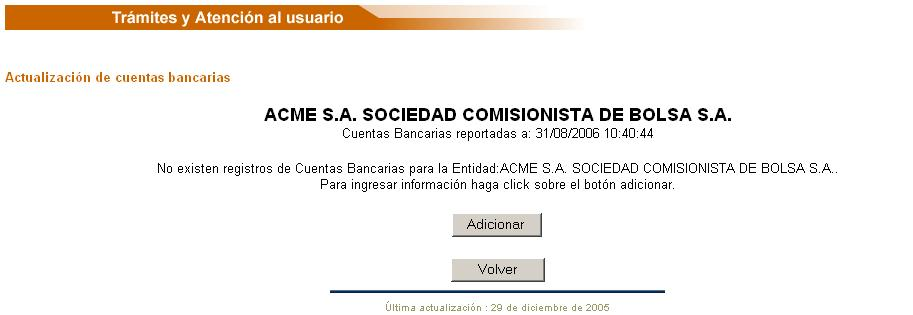 Trámites y Atención al usuario
Actualización de cuentas bancarias
ACME S.A. SOCIEDAD COMISIONISTA DE BOLSA S.A.
Cuentas Bancarias reportadas a: 31/08/2006 10:40:44
No existen registros de Cuentas Bancarias para la Entidad:ACME S.A. SOCIEDAD COMISIONISTA DE BOLSA S.A..
Para ingresar información haga click sobre el botón adicionar.
Adicionar
Volver
Última actualización : 29 de diciembre de 2005